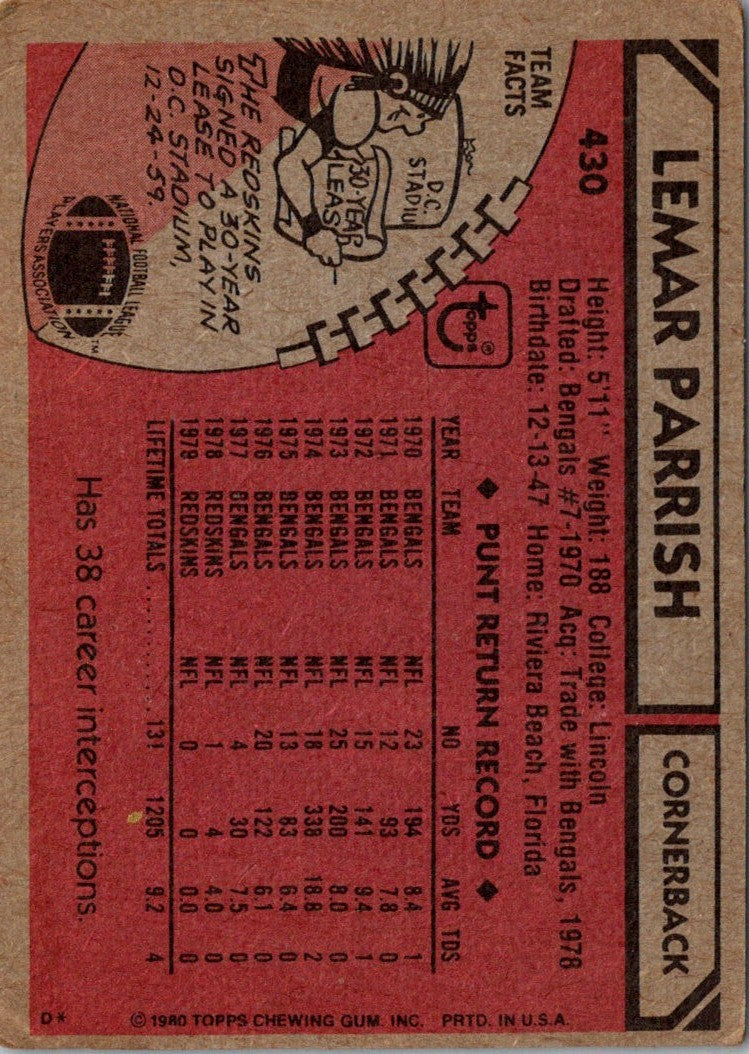 LEMAR PARRISH
CORNERBACK
430
Height: 5'11" Weight: 188 College: Lincoln
Drafted: Bengals #7-1970 Acq: Trade with Bengals, 1978
Birthdate: 12-13-47 Home: Riviera Beach, Florida
TEAM
FACTS
D.C.
STADIU
30-YEAR
LEASE
THE REDSKINS
SIGNED A 30-YEAR
LEASE TO PLAY IN
D.C. STADIUM,
12-24-59.
topps®
NATIONAL FOOTBALL LEAGUE
PLAYERS ASSOCIATION™
◆ PUNT RETURN RECORD ◆
YEAR TEAM NO YDS AVG TDS
1970 BENGALS NFL 23 194 8.4 1
1971 BENGALS NFL 12 93 7.8 0
1972 BENGALS NFL 15 141 9.4 1
1973 BENGALS NFL 25 200 8.0 0
1974 BENGALS NFL 18 338 18.8 2
1975 BENGALS NFL 13 83 6.4 0
1976 BENGALS NFL 20 122 6.1 0
1977 BENGALS NFL 4 30 7.5 0
1978 REDSKINS NFL 1 4 4.0 0
1979 REDSKINS NFL 0 0 0.0 0
LIFETIME TOTALS .......... 131 1205 9.2 4
Has 38 career interceptions.
D* © 1980 TOPPS CHEWING GUM, INC. PRTD. IN U.S.A.